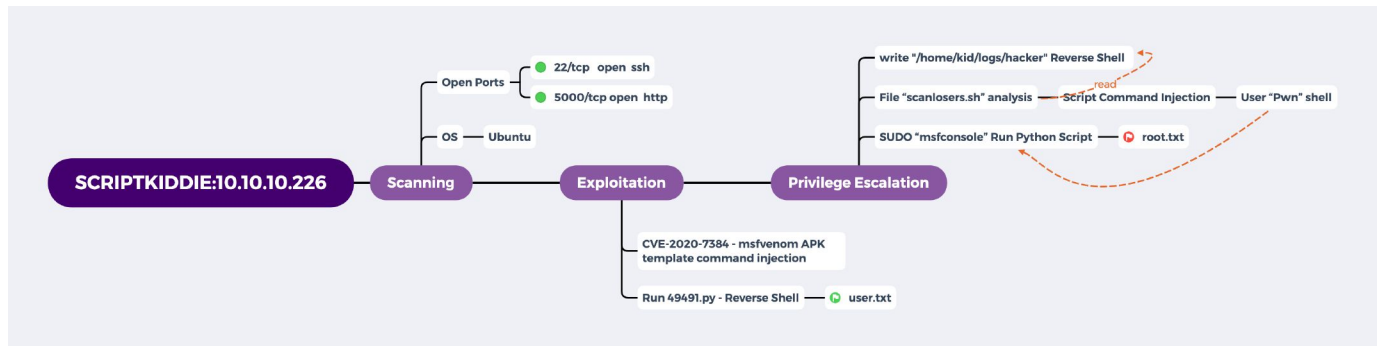 SCRIPTKIDDIE:10.10.10.226
Scanning
Open Ports
22/tcp open ssh
5000/tcp open http
OS
Ubuntu
Exploitation
CVE-2020-7384 - msfvenom APK
template command injection
Run 49491.py - Reverse Shell
user.txt
Privilege Escalation
write "/home/kid/logs/hacker" Reverse Shell
read
File “scanlosers.sh” analysis
Script Command Injection
User “Pwn” shell
SUDO “msfconsole” Run Python Script
root.txt